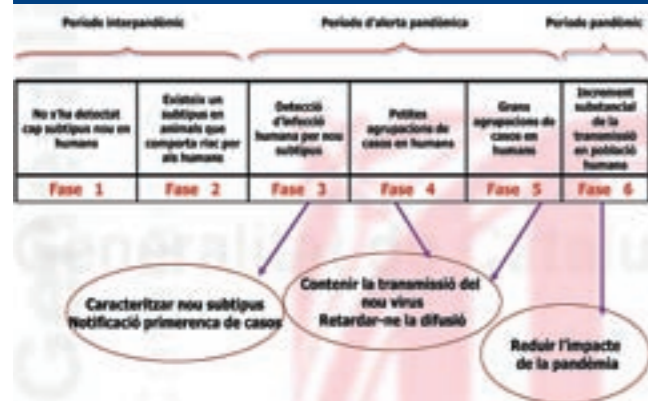 Període interpandèmic
Període d'alerta pandèmica
Període pandèmic
No s'ha detectat
cap subtipus nou en
humans
Existeix un
subtipus en
animals que
comporta risc per
als humans
Detecció
d'infecció
humana per nou
subtipus
Petites
agrupacions de
casos en humans
Grans
agrupacions de
casos en
humans
Increment
substancial
de la
transmissió
en població
humana
Fase 1
Fase 2
Fase 3
Fase 4
Fase 5
Fase 6
Caracteritzar nou subtipus
Notificació primerenca de casos
Contenir la transmissió del
nou virus
Retardar-ne la difusió
Reduir l'impacte
de la pandèmia